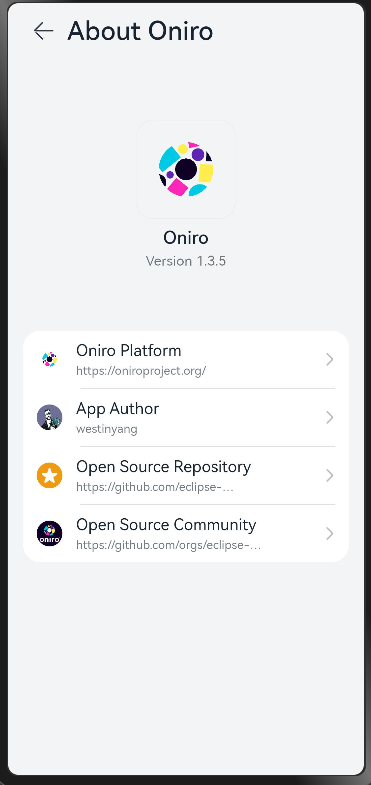 About Oniro
Oniro
Version 1.3.5
Oniro Platform
https://oniroproject.org/
App Author
westinyang
Open Source Repository
https://github.com/eclipse-...
Open Source Community
oniro
https://github.com/orgs/eclipse-...